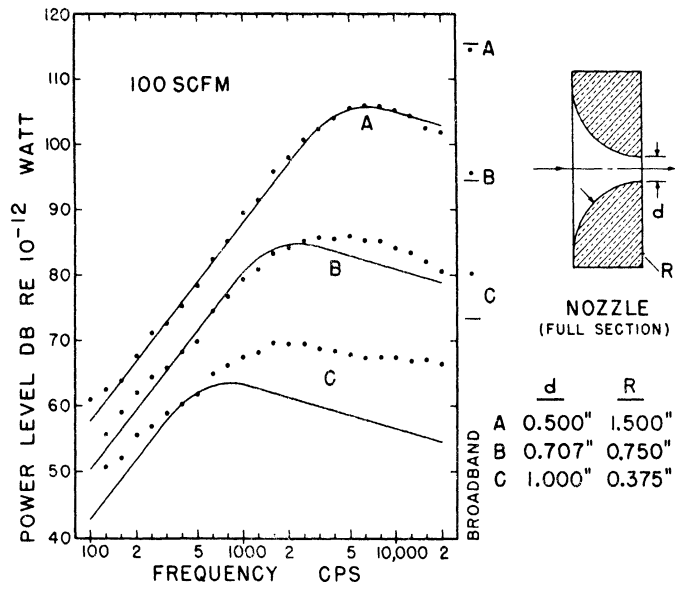 POWER LEVEL DB RE 10⁻¹² WATT
120
110
100
90
80
70
60
50
40
100 SCFM
A
B
C
100 2 5 1000 2 5 10,000 2
FREQUENCY CPS
BROADBAND
A
B
C
d
R
NOZZLE
(FULL SECTION)
d R
A 0.500" 1.500"
B 0.707" 0.750"
C 1.000" 0.375"